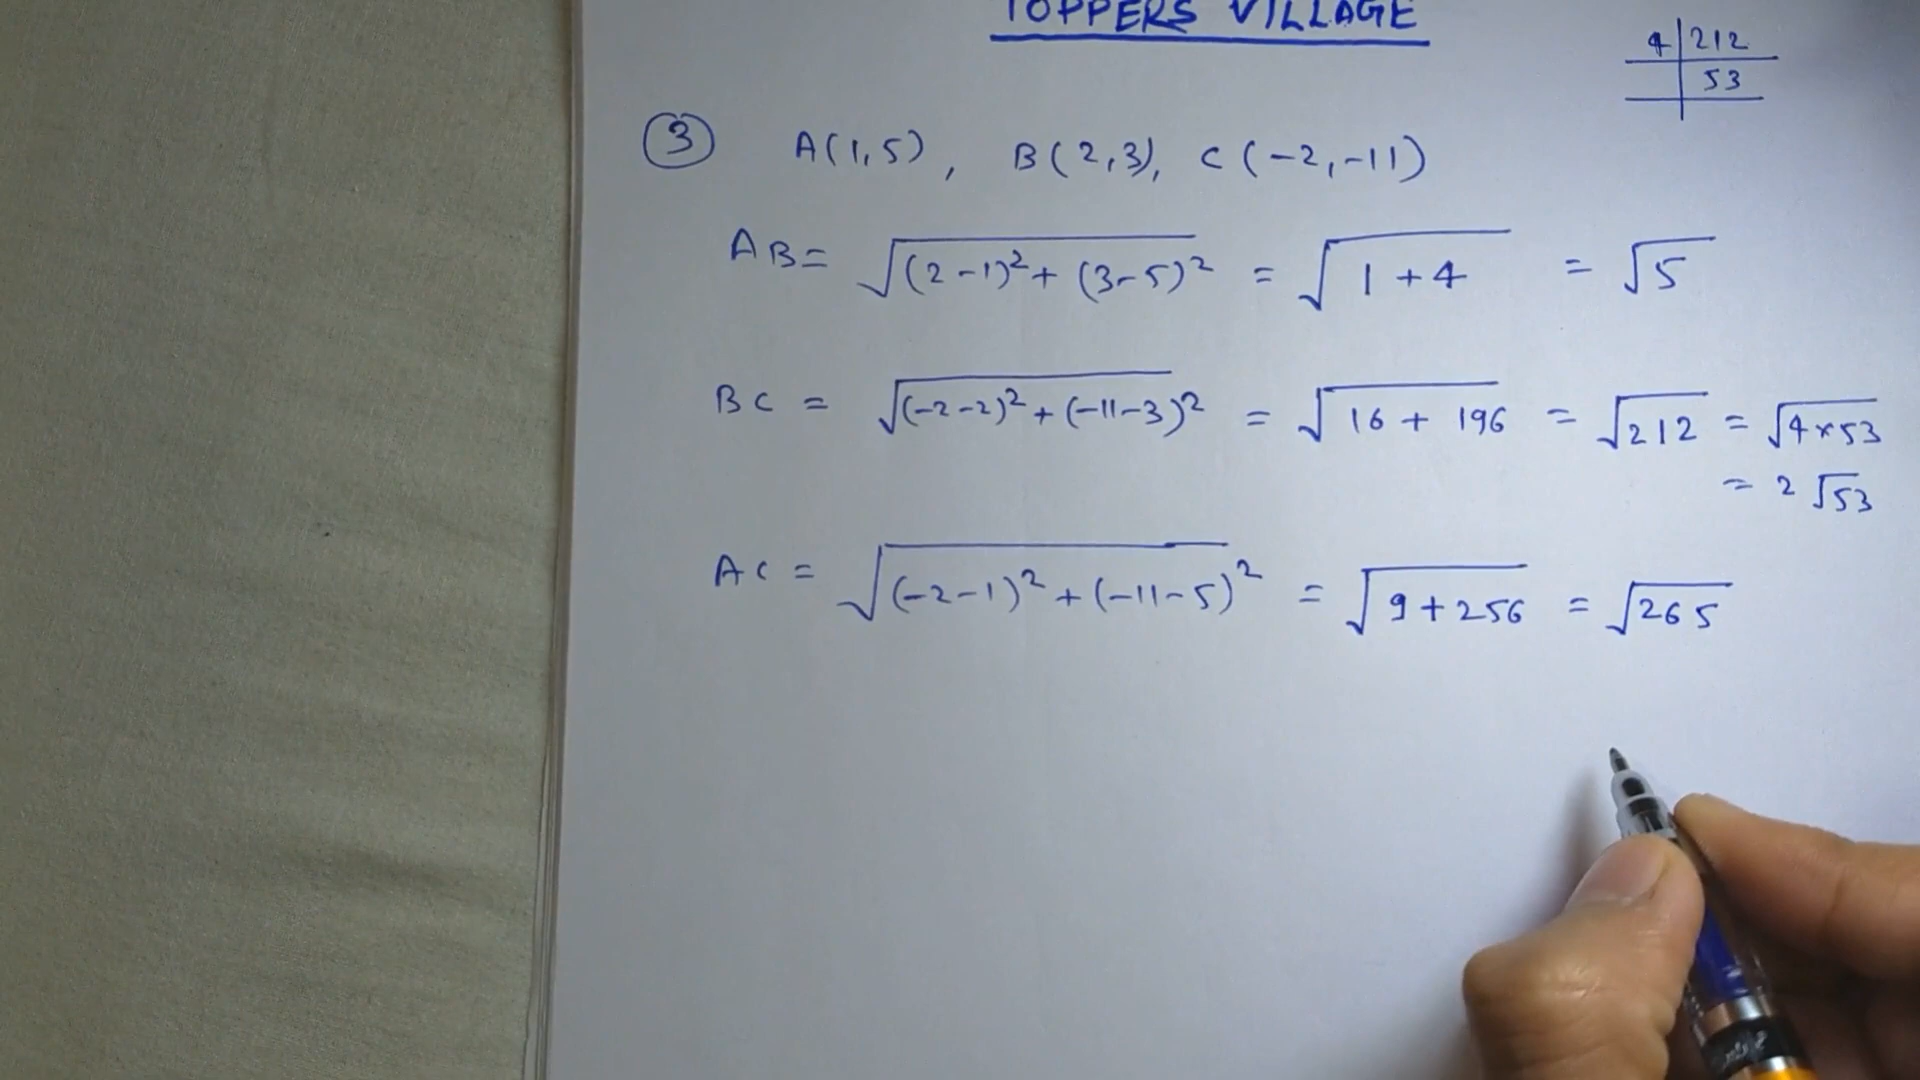 TOPPERS VILLAGE
4 | 212
53
③ A(1,5), B(2,3), C(-2,-11)
AB = √(2-1)²+(3-5)² = √1+4 = √5
BC = √(-2-2)²+(-11-3)² = √16+196 = √212 = √4×53
= 2√53
AC = √(-2-1)²+(-11-5)² = √9+256 = √265